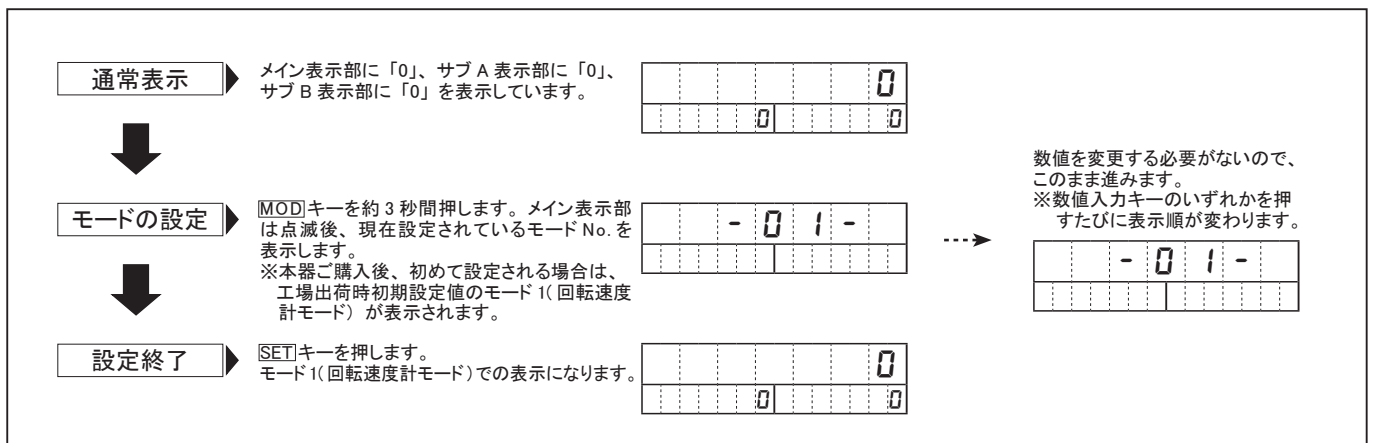 通常表示
メイン表示部に「0」、サブ A 表示部に「0」、
サブ B 表示部に「0」を表示しています。
0
0 0
モードの設定
MODキーを約 3 秒間押します。メイン表示部
は点滅後、現在設定されているモード No. を
表示します。
※本器ご購入後、初めて設定される場合は、
工場出荷時初期設定値のモード 1( 回転速度
計モード) が表示されます。
- 0 1 -
数値を変更する必要がないので、
このまま進みます。
※数値入力キーのいずれかを押
すたびに表示順が変わります。
- 0 1 -
設定終了
SETキーを押します。
モード1(回転速度計モード)での表示になります。
0
0 0